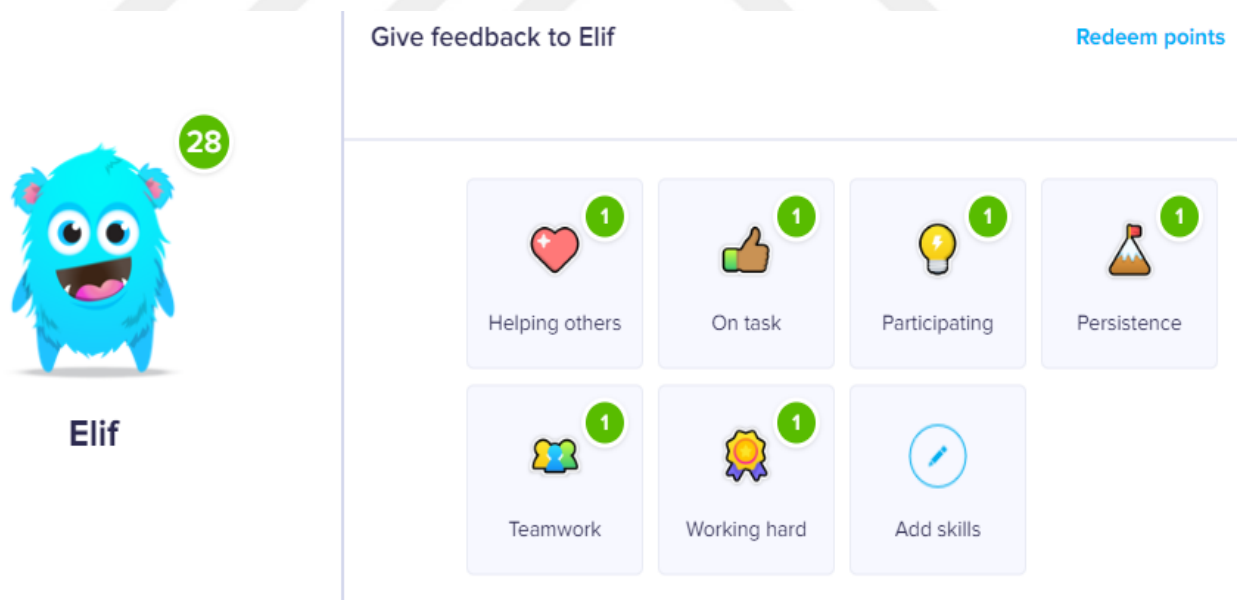 Give feedback to Elif
Redeem points
28
1
1
1
1
Helping others
On task
Participating
Persistence
Elif
1
1
Teamwork
Working hard
Add skills